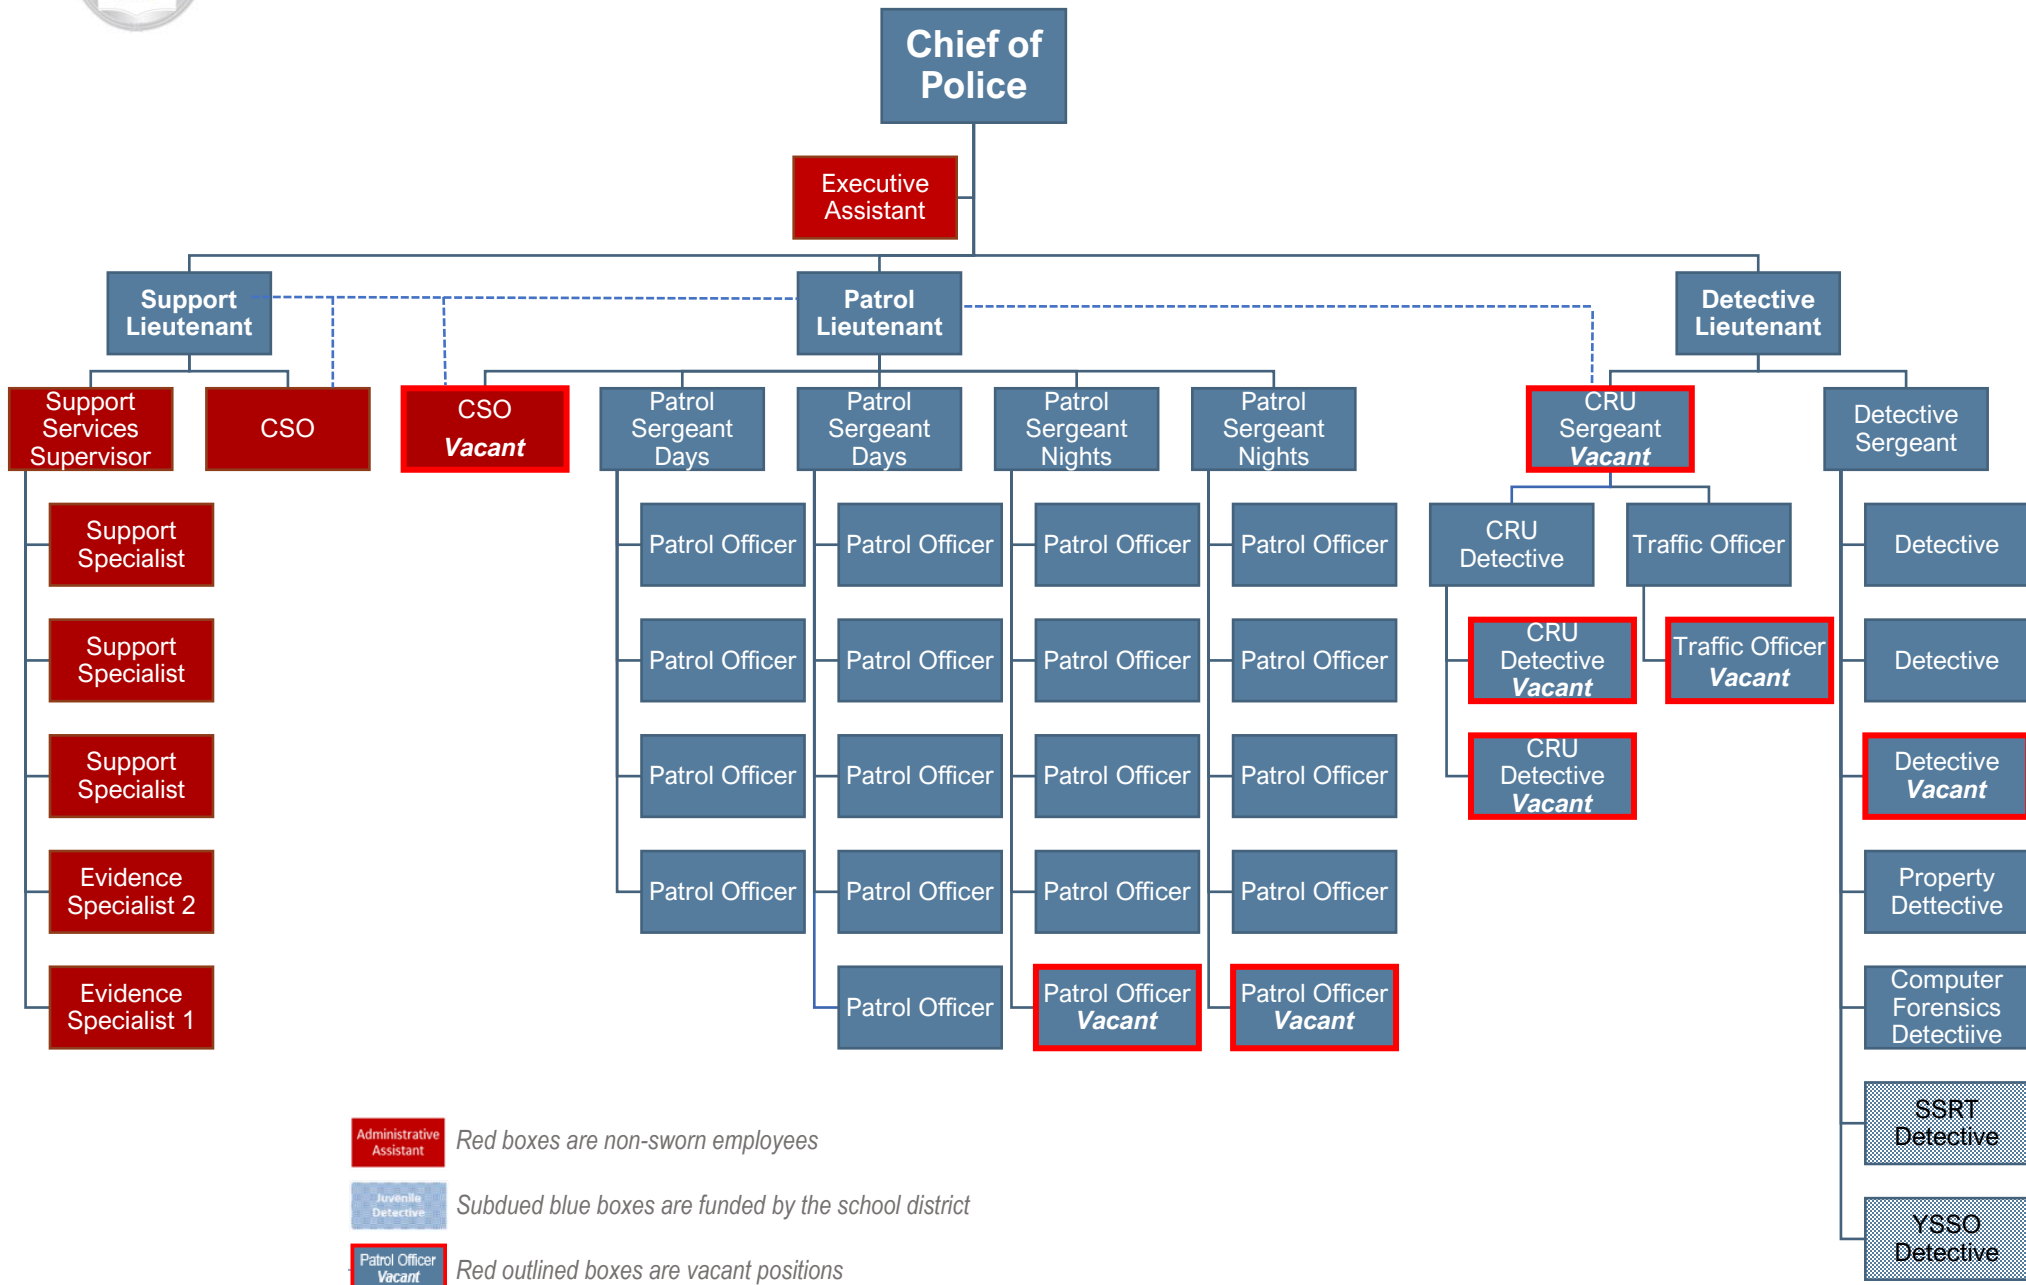 Chief of
Police
Executive
Assistant
Support
Lieutenant
Patrol
Lieutenant
Detective
Lieutenant
Support
Services
Supervisor
CSO
CSO
Vacant
Patrol
Sergeant
Days
Patrol
Sergeant
Days
Patrol
Sergeant
Nights
Patrol
Sergeant
Nights
CRU
Sergeant
Vacant
Detective
Sergeant
Support
Specialist
Patrol Officer
Patrol Officer
Patrol Officer
Patrol Officer
CRU
Detective
Traffic Officer
Detective
Support
Specialist
Patrol Officer
Patrol Officer
Patrol Officer
Patrol Officer
CRU
Detective
Vacant
Traffic Officer
Vacant
Detective
Support
Specialist
Patrol Officer
Patrol Officer
Patrol Officer
Patrol Officer
CRU
Detective
Vacant
Detective
Vacant
Evidence
Specialist 2
Patrol Officer
Patrol Officer
Patrol Officer
Patrol Officer
Property
Dettective
Evidence
Specialist 1
Patrol Officer
Patrol Officer
Vacant
Patrol Officer
Vacant
Computer
Forensics
Detectiive
SSRT
Detective
YSSO
Detective
Administrative
Assistant
Red boxes are non-sworn employees
Juvenile
Detective
Subdued blue boxes are funded by the school district
Patrol Officer
Vacant
Red outlined boxes are vacant positions